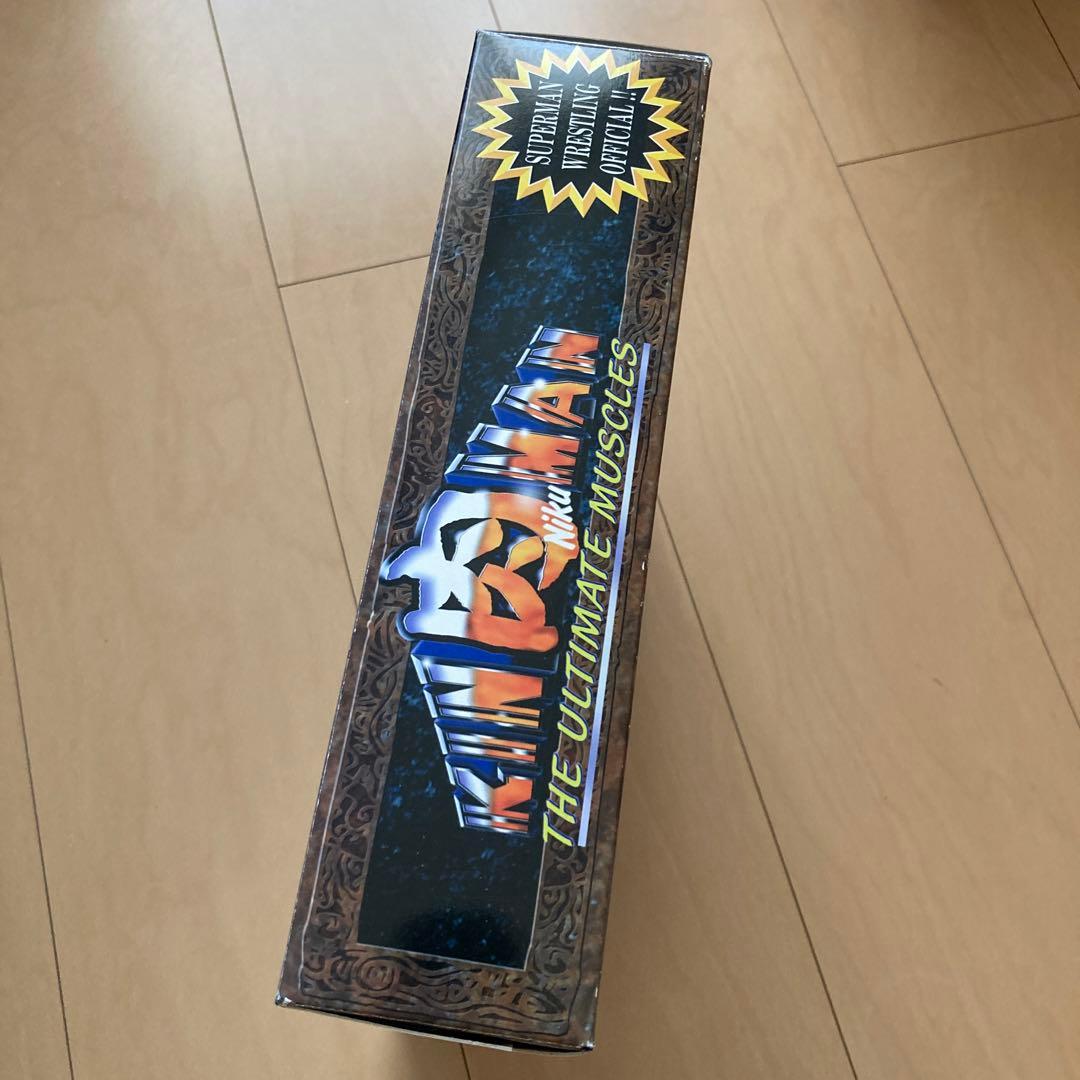 SUPERMAN
WRESTLING
OFFICIAL!!
KIN肉MAN
Niku
THE ULTIMATE MUSCLES